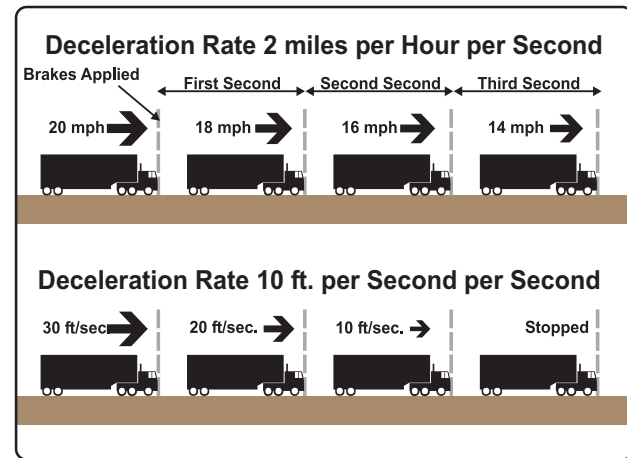 Deceleration Rate 2 miles per Hour per Second
Brakes Applied
First Second Second Second Third Second
20 mph 18 mph 16 mph 14 mph
Deceleration Rate 10 ft. per Second per Second
30 ft/sec. 20 ft/sec. 10 ft/sec. Stopped